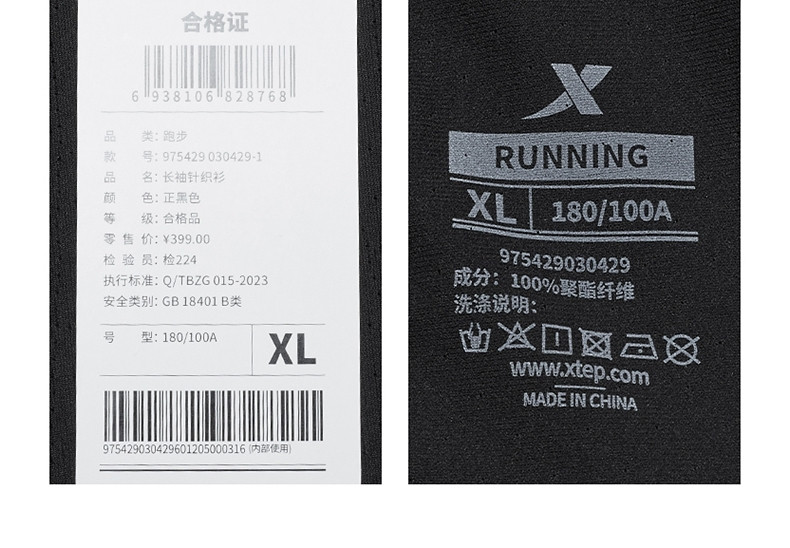 合格证
6 938106 828768
品 类: 跑步
款 号: 975429 030429-1
品 名: 长袖针织衫
颜 色: 正黑色
等 级: 合格品
零 售 价: ¥399.00
检 验 员: 检224
执行标准: Q/TBZG 015-2023
安全类别: GB 18401 B类
号 型: 180/100A
XL
975429030429601205000316 (内部使用)
RUNNING
XL 180/100A
975429030429
成分: 100%聚酯纤维
洗涤说明:
www.xtep.com
MADE IN CHINA